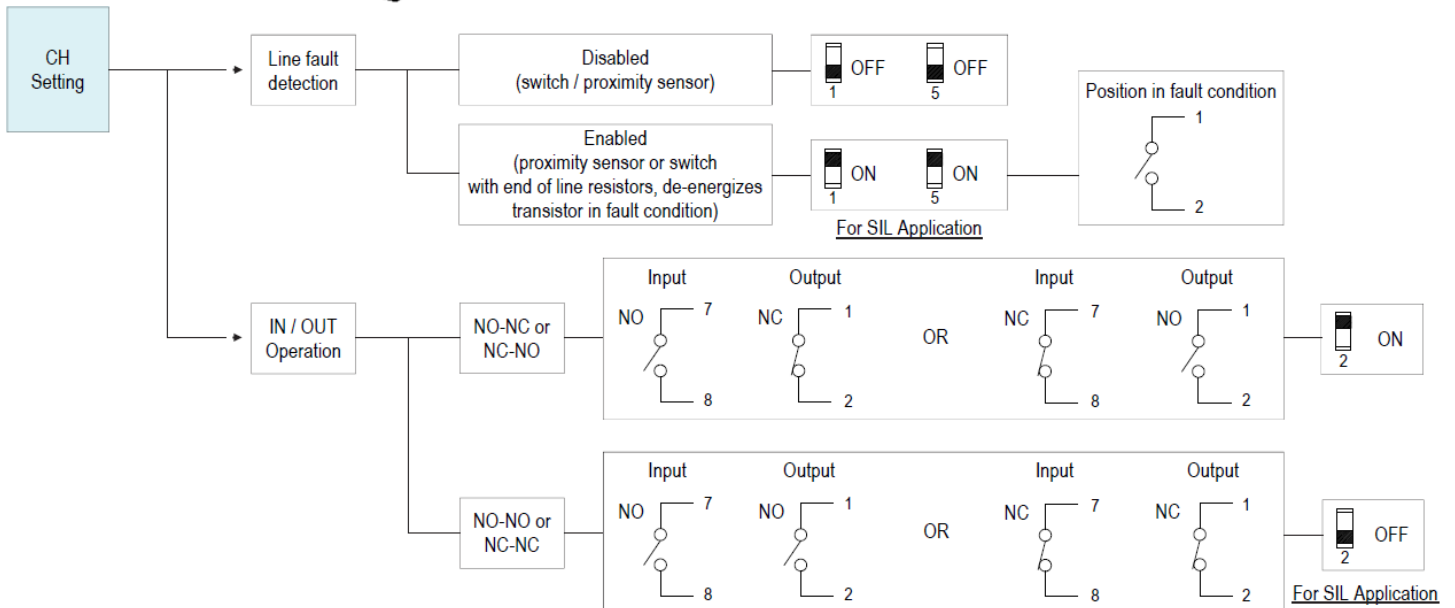 CH
Setting
Line fault
detection
Disabled
(switch / proximity sensor)
OFF
OFF
1
5
Enabled
(proximity sensor or switch
with end of line resistors, de-energizes
transistor in fault condition)
ON
ON
1
5
For SIL Application
Position in fault condition
1
2
IN / OUT
Operation
NO-NC or
NC-NO
Input
Output
Input
Output
NO
7
NC
1
OR
NC
7
NO
1
8
2
8
2
ON
2
NO-NO or
NC-NC
Input
Output
Input
Output
NO
7
NO
1
OR
NC
7
NC
1
8
2
8
2
OFF
2
For SIL Application